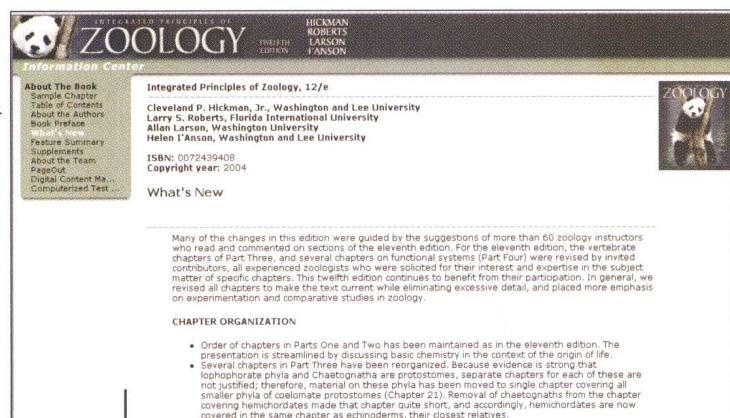 INTEGRATED PRINCIPLES OF
ZOOLOGY
TWELFTH
EDITION
HICKMAN
ROBERTS
LARSON
I'ANSON
Information Center
About The Book
Sample Chapter
Table of Contents
About the Authors
Book Preface
What's New
Feature Summary
Supplements
About the Team
PageOut
Digital Content Ma...
Computerized Test ...
Integrated Principles of Zoology, 12/e
Cleveland P. Hickman, Jr., Washington and Lee University
Larry S. Roberts, Florida International University
Allan Larson, Washington University
Helen I'Anson, Washington and Lee University
ISBN: 0072439408
Copyright year: 2004
What's New
ZOOLOGY
Many of the changes in this edition were guided by the suggestions of more than 60 zoology instructors
who read and commented on sections of the eleventh edition. For the eleventh edition, the vertebrate
chapters of Part Three, and several chapters on functional systems (Part Four) were revised by invited
contributors, all experienced zoologists who were solicited for their interest and expertise in the subject
matter of specific chapters. This twelfth edition continues to benefit from their participation. In general, we
revised all chapters to make the text current while eliminating excessive detail, and placed more emphasis
on experimentation and comparative studies in zoology.
CHAPTER ORGANIZATION
• Order of chapters in Parts One and Two has been maintained as in the eleventh edition. The
presentation is streamlined by discussing basic chemistry in the context of the origin of life.
• Several chapters in Part Three have been reorganized. Because evidence is strong that
lophophorate phyla and Chaetognatha are protostomes, separate chapters for each of these are
not justified; therefore, material on these phyla has been moved to single chapter covering all
smaller phyla of coelomate protostomes (Chapter 21). Removal of chaetognaths from the chapter
covering hemichordates made that chapter quite short, and accordingly, hemichordates are now
covered in the same chapter as echinoderms, their closest relatives.